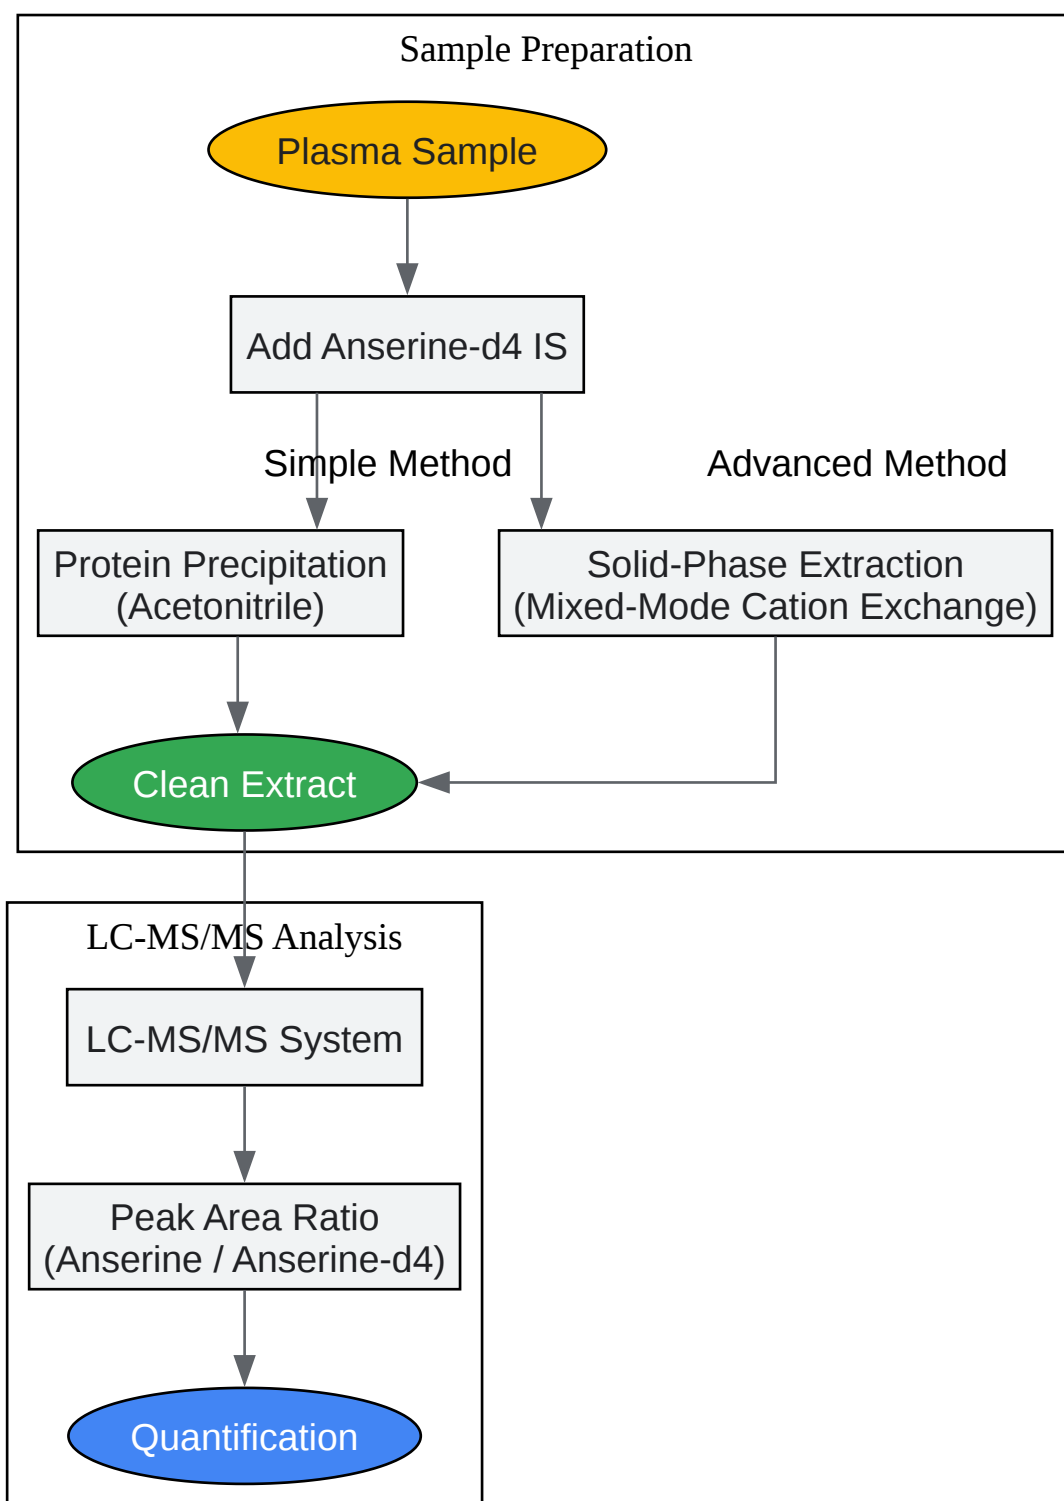 Sample Preparation
Plasma Sample
Add Anserine-d4 IS
Simple Method
Advanced Method
Protein Precipitation
(Acetonitrile)
Solid-Phase Extraction
(Mixed-Mode Cation Exchange)
Clean Extract
LC-MS/MS Analysis
LC-MS/MS System
Peak Area Ratio
(Anserine / Anserine-d4)
Quantification